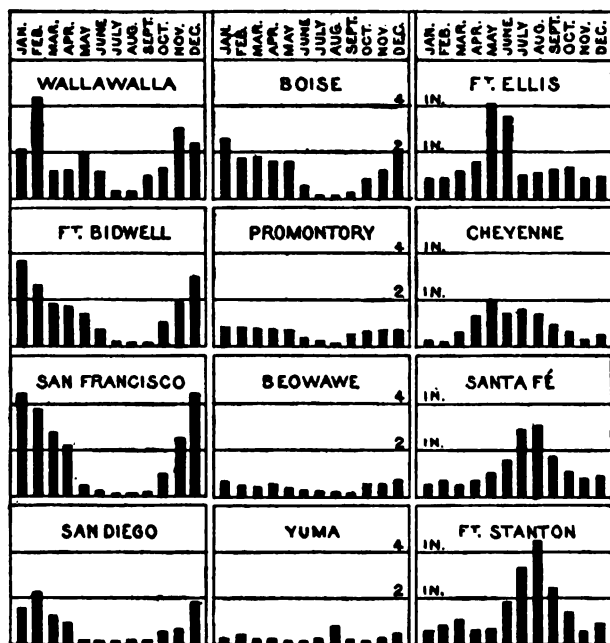 JAN. FEB. MAR. APR. MAY JUNE JULY AUG. SEPT. OCT. NOV. DEC. JAN. FEB. MAR. APR. MAY JUNE JULY AUG. SEPT. OCT. NOV. DEC. JAN. FEB. MAR. APR. MAY JUNE JULY AUG. SEPT. OCT. NOV. DEC.
WALLAWALLA BOISE FT. ELLIS
4 IN.
2 IN.
FT. BIDWELL PROMONTORY CHEYENNE
4 IN.
2 IN.
SAN FRANCISCO BEOWAWE SANTA FÉ
4 IN.
2 IN.
SAN DIEGO YUMA FT. STANTON
4 IN.
2 IN.